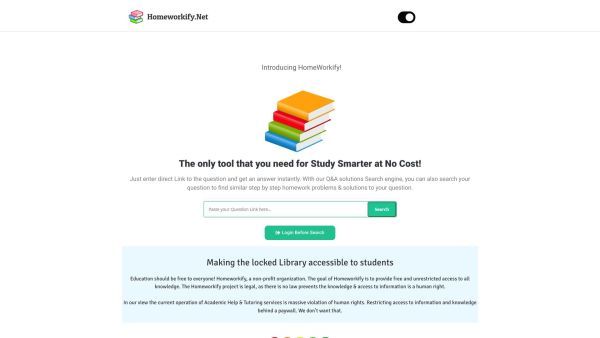 Homeworkify.Net
Introducing HomeWorkify!
The only tool that you need for Study Smarter at No Cost!
Just enter direct Link to the question and get an answer instantly. With our Q&A solutions Search engine, you can also search your
question to find similar step by step homework problems & solutions to your question.
Paste your Question Link here...
Search
Login Before Search
Making the locked Library accessible to students
Education should be free to everyone! Homeworkify, a non-profit organization. The goal of Homeworkify is to provide free and unrestricted access to all
knowledge. The Homeworkify project is legal, as there is no law prevents the knowledge & access to information is a human right.
In our view the current operation of Academic Help & Tutoring services is massive violation of human rights. Restricting access to information and knowledge
behind a paywall. We don't want that.